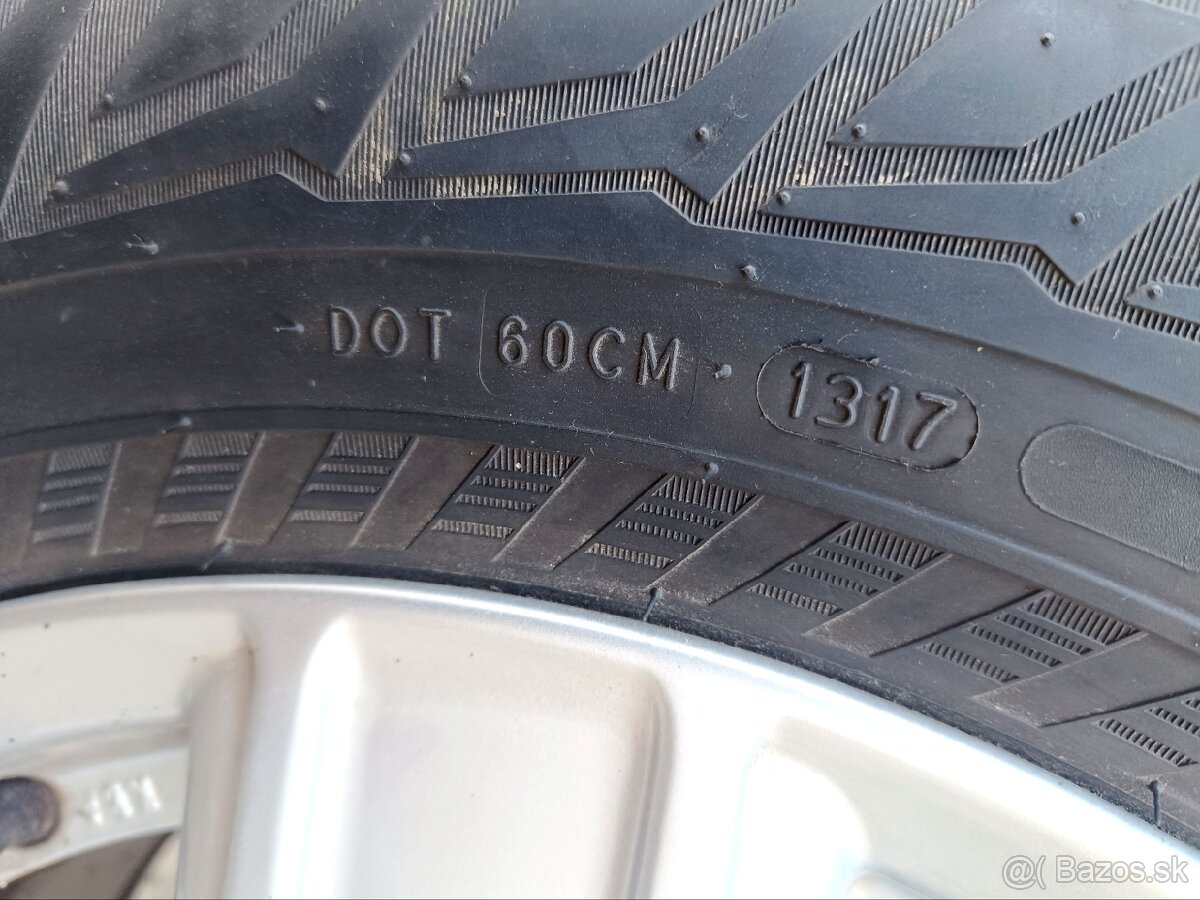 DOT 60CM 1317
@( Bazos.sk